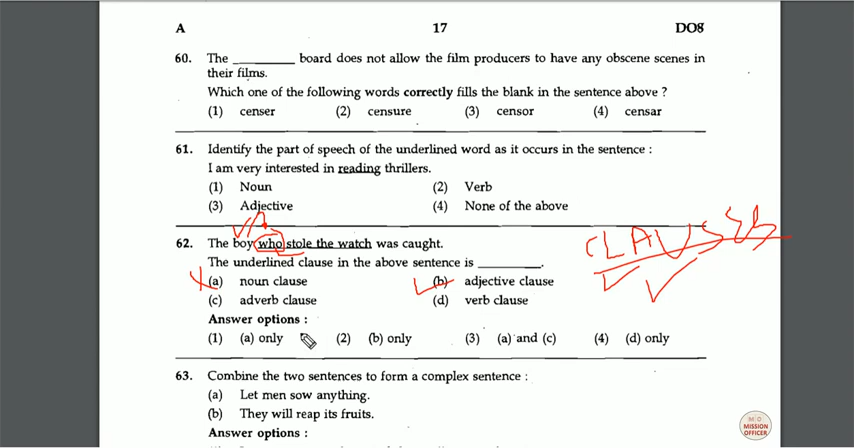 A 17 DO8
60. The ________ board does not allow the film producers to have any obscene scenes in
their films.
Which one of the following words correctly fills the blank in the sentence above ?
(1) censer (2) censure (3) censor (4) censar
61. Identify the part of speech of the underlined word as it occurs in the sentence :
I am very interested in reading thrillers.
(1) Noun (2) Verb
(3) Adjective (4) None of the above
62. The boy who stole the watch was caught.
The underlined clause in the above sentence is ________.
(a) noun clause (b) adjective clause
(c) adverb clause (d) verb clause
Answer options :
(1) (a) only (2) (b) only (3) (a) and (c) (4) (d) only
63. Combine the two sentences to form a complex sentence :
(a) Let men sow anything.
(b) They will reap its fruits.
Answer options :
M O
MISSION
OFFICER